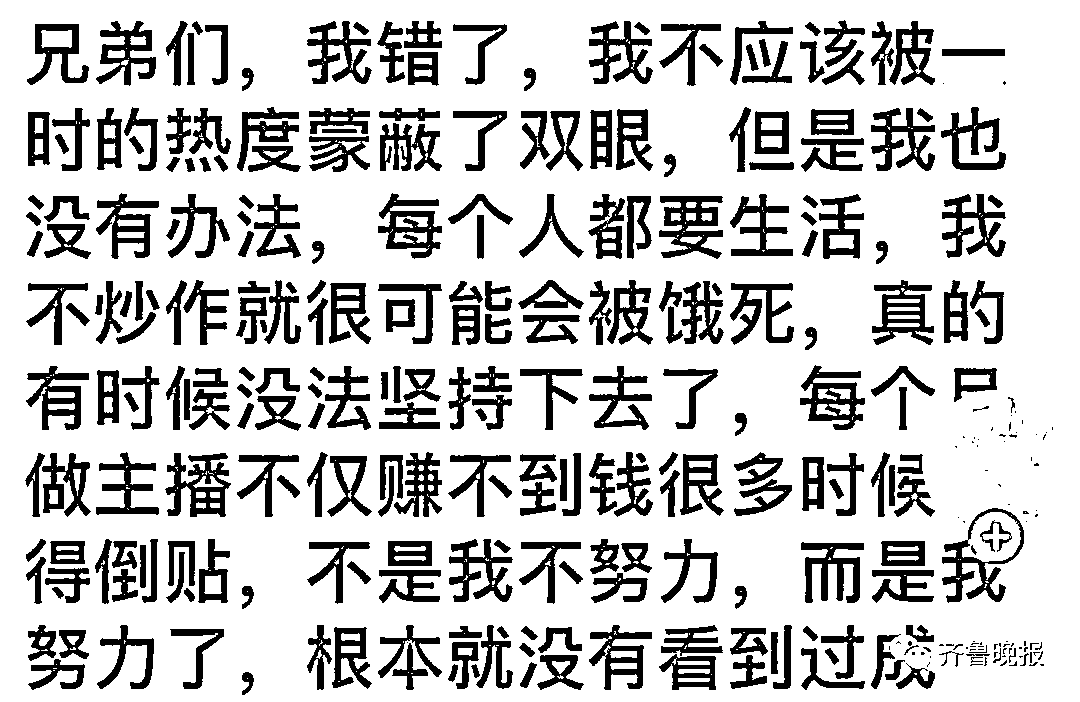 兄弟们，我错了，我不应该被一
时的热度蒙蔽了双眼，但是我也
没有办法，每个人都要生活，我
不炒作就很可能会被饿死，真的
有时候没法坚持下去了，每个
做主播不仅赚不到钱很多时候
得倒贴，不是我不努力，而是我
努力了，根本就没有看到过成
齐鲁晚报